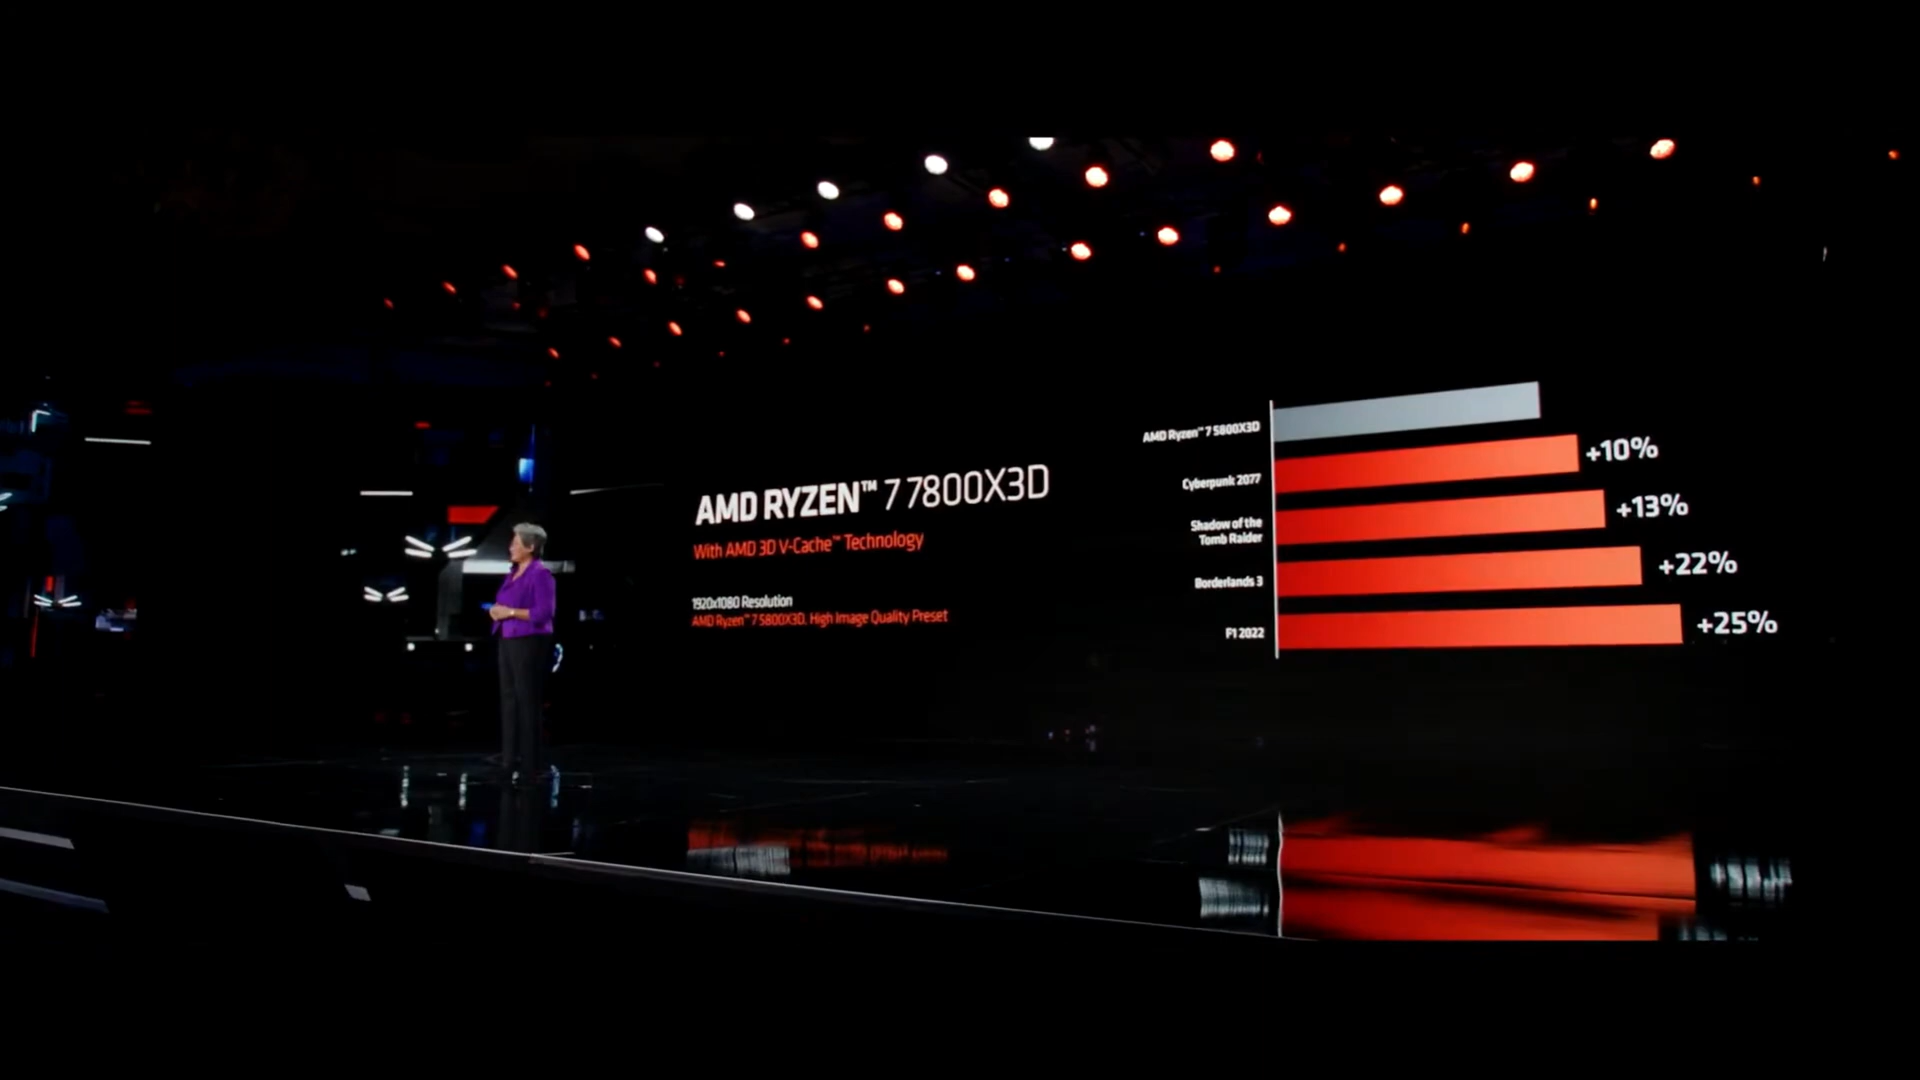 AMD RYZEN™ 7 7800X3D
With AMD 3D V-Cache™ Technology
1920x1080 Resolution
AMD Ryzen™ 7 5800X3D, High Image Quality Preset
AMD Ryzen™ 7 5800X3D
Cyberpunk 2077
+10%
Shadow of the
Tomb Raider
+13%
Borderlands 3
+22%
F1 2022
+25%